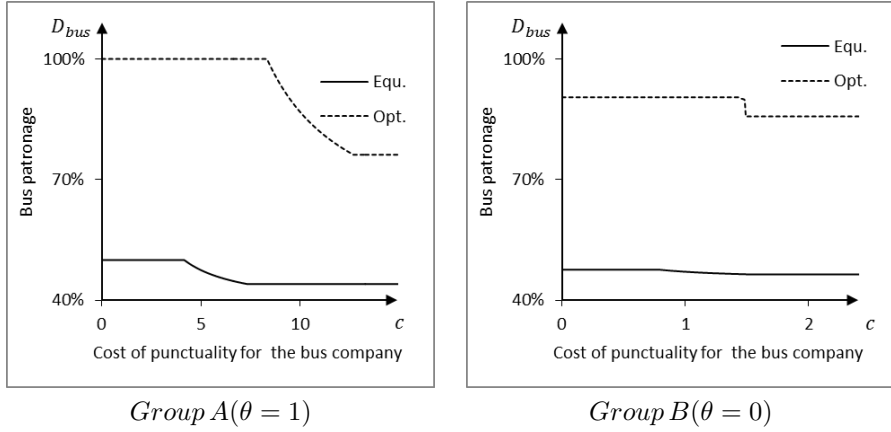 D_bus
100%
Equ.
Opt.
Bus patronage
70%
40%
0 5 10 c
Cost of punctuality for the bus company
Group A(θ = 1)
D_bus
100%
Equ.
Opt.
Bus patronage
70%
40%
0 1 2 c
Cost of punctuality for the bus company
Group B(θ = 0)